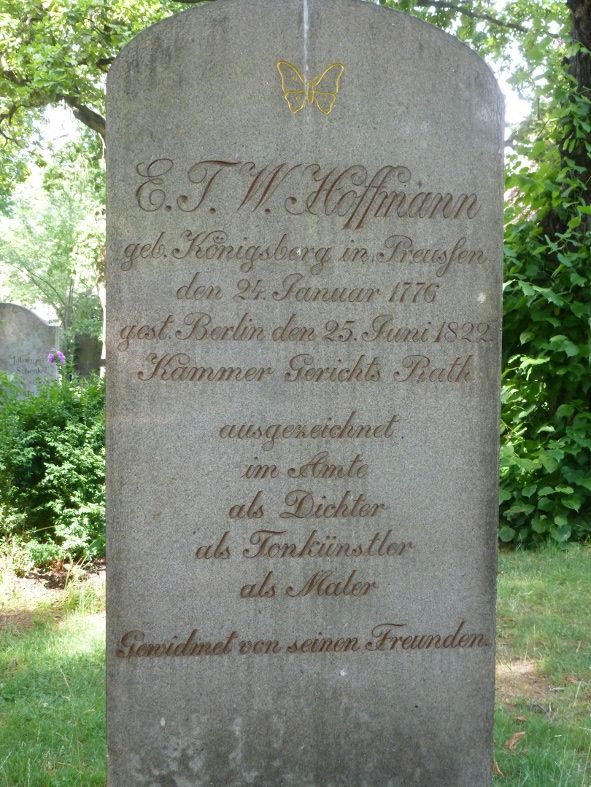 E. T. W. Hoffmann
geb. Königsberg in Preussen
den 24. Januar 1776
gest. Berlin den 25. Juni 1822.
Kammer Gerichts Rath
ausgezeichnet
im Amte
als Dichter
als Tonkünstler
als Maler
Gewidmet von seinen Freunden.